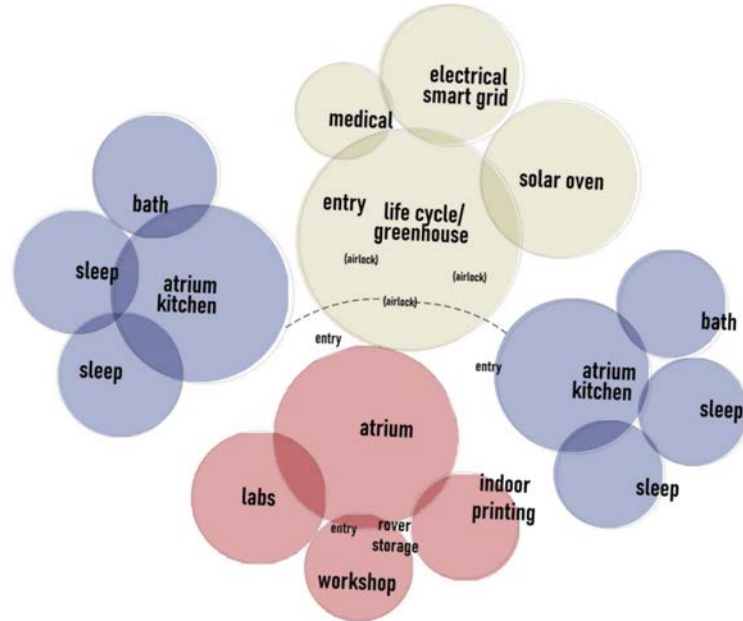 electrical
smart grid
medical
solar oven
entry
life cycle/
greenhouse
(airlock)
(airlock)
(airlock)
bath
sleep
atrium
kitchen
sleep
entry
entry
atrium
kitchen
bath
sleep
sleep
atrium
labs
indoor
printing
entry
rover
storage
workshop